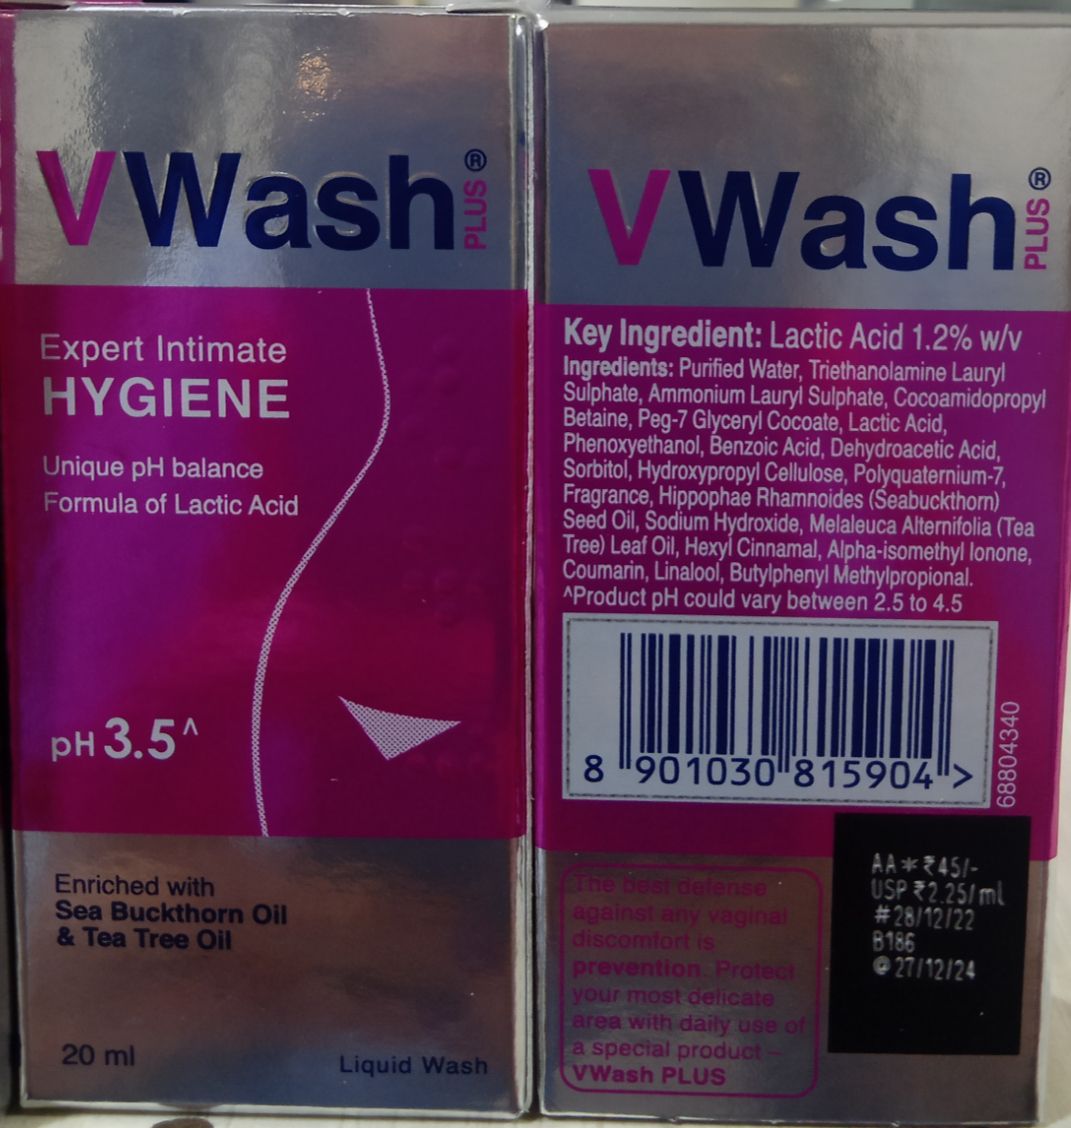 VWash PLUS®
Expert Intimate
HYGIENE
Unique pH balance
Formula of Lactic Acid
pH 3.5^
Enriched with
Sea Buckthorn Oil
& Tea Tree Oil
20 ml
Liquid Wash
VWash PLUS®
Key Ingredient: Lactic Acid 1.2% w/v
Ingredients: Purified Water, Triethanolamine Lauryl
Sulphate, Ammonium Lauryl Sulphate, Cocoamidopropyl
Betaine, Peg-7 Glyceryl Cocoate, Lactic Acid,
Phenoxyethanol, Benzoic Acid, Dehydroacetic Acid,
Sorbitol, Hydroxypropyl Cellulose, Polyquaternium-7,
Fragrance, Hippophae Rhamnoides (Seabuckthorn)
Seed Oil, Sodium Hydroxide, Melaleuca Alternifolia (Tea
Tree) Leaf Oil, Hexyl Cinnamal, Alpha-isomethyl Ionone,
Coumarin, Linalool, Butylphenyl Methylpropional.
^Product pH could vary between 2.5 to 4.5
8 901030 815904 >
68804340
The best defense
against any vaginal
discomfort is
prevention. Protect
your most delicate
area with daily use of
a special product –
VWash PLUS
AA * ₹45/-
USP ₹2.25/ml
# 28/12/22
B186
@ 27/12/24